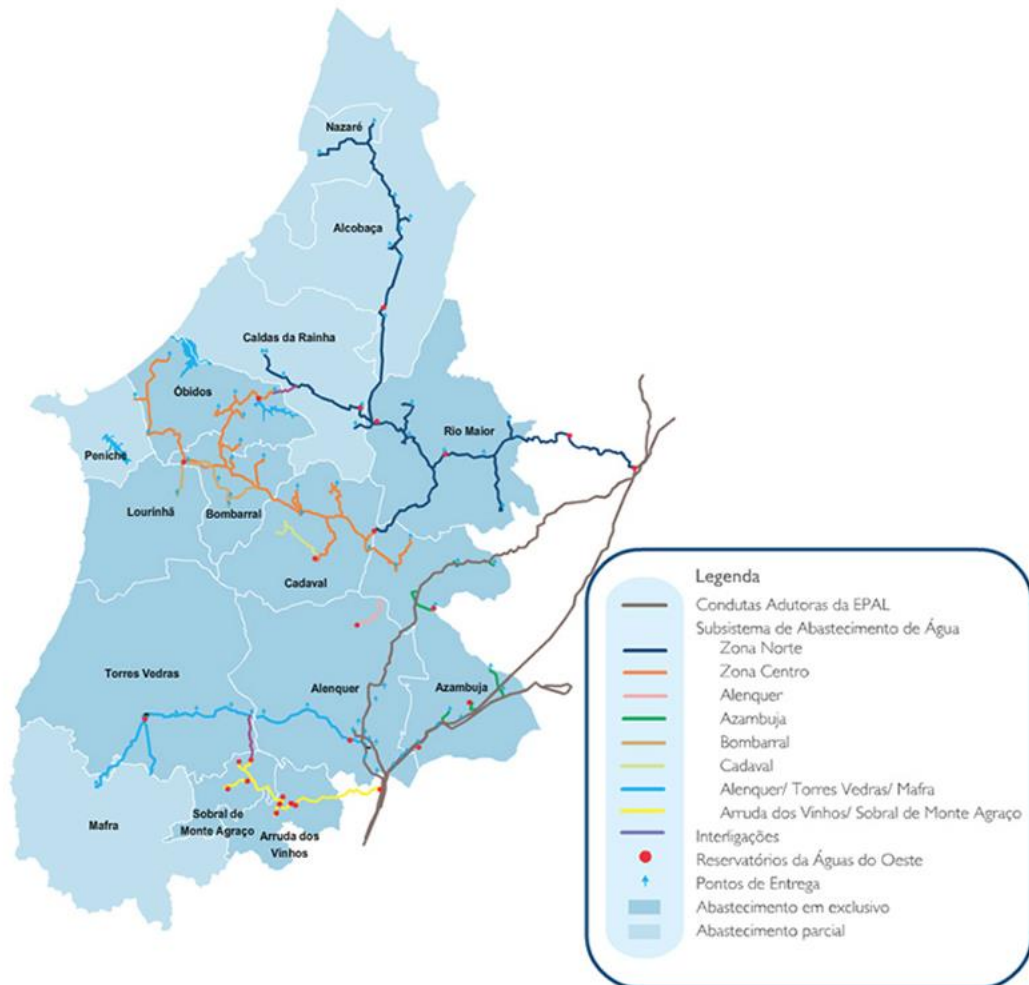 Nazaré
Alcobaça
Caldas da Rainha
Óbidos
Rio Maior
Peniche
Lourinhã
Bombarral
Cadaval
Torres Vedras
Alenquer
Azambuja
Mafra
Sobral de
Monte Agraço
Arruda dos
Vinhos
Legenda
Condutas Adutoras da EPAL
Subsistema de Abastecimento de Água
Zona Norte
Zona Centro
Alenquer
Azambuja
Bombarral
Cadaval
Alenquer/ Torres Vedras/ Mafra
Arruda dos Vinhos/ Sobral de Monte Agraço
Interligações
Reservatórios da Águas do Oeste
Pontos de Entrega
Abastecimento em exclusivo
Abastecimento parcial